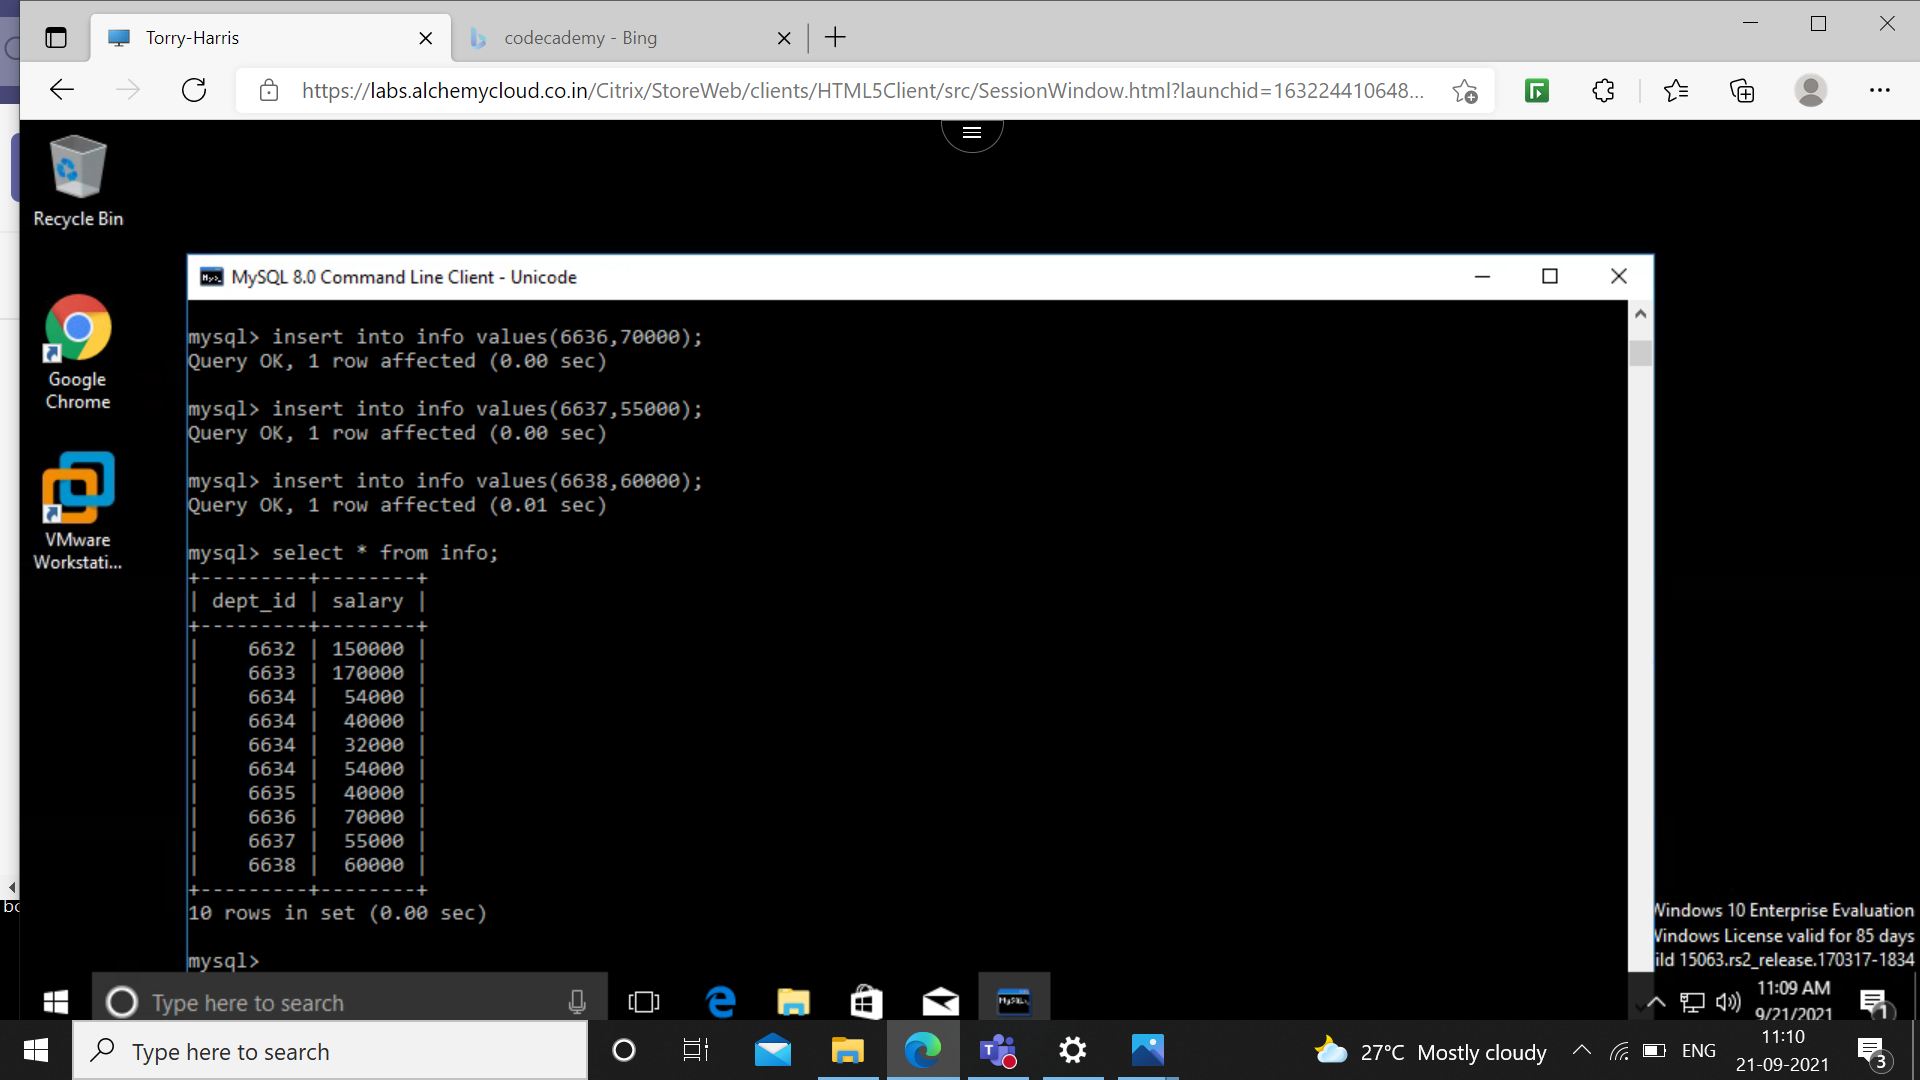 Torry-Harris
codecademy - Bing
https://labs.alchemycloud.co.in/Citrix/StoreWeb/clients/HTML5Client/src/SessionWindow.html?launchid=163224410648...
Recycle Bin
Google
Chrome
VMware
Workstati...
MySQL 8.0 Command Line Client - Unicode
mysql> insert into info values(6636,70000);
Query OK, 1 row affected (0.00 sec)
mysql> insert into info values(6637,55000);
Query OK, 1 row affected (0.00 sec)
mysql> insert into info values(6638,60000);
Query OK, 1 row affected (0.01 sec)
mysql> select * from info;
+---------+--------+
| dept_id | salary |
+---------+--------+
|    6632 | 150000 |
|    6633 | 170000 |
|    6634 |  54000 |
|    6634 |  40000 |
|    6634 |  32000 |
|    6634 |  54000 |
|    6635 |  40000 |
|    6636 |  70000 |
|    6637 |  55000 |
|    6638 |  60000 |
+---------+--------+
10 rows in set (0.00 sec)
mysql>
Windows 10 Enterprise Evaluation
Windows License valid for 85 days
ild 15063.rs2_release.170317-1834
Type here to search
11:09 AM
9/21/2021
1
Type here to search
27°C Mostly cloudy
ENG
11:10
21-09-2021
3